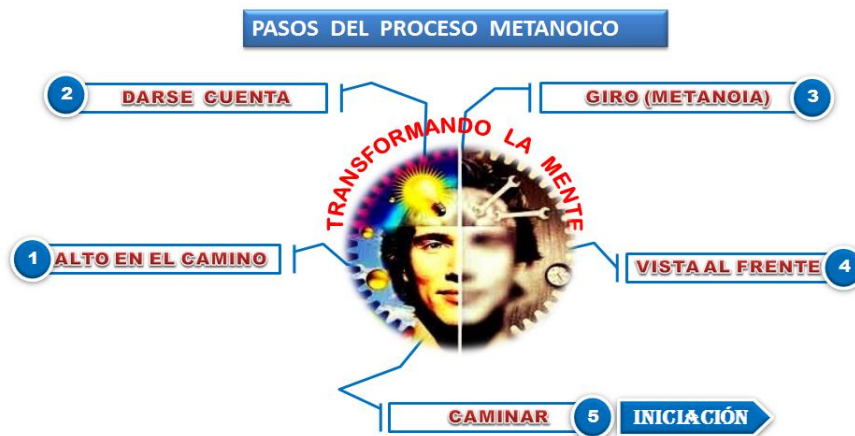 PASOS DEL PROCESO METANOICO
2 DARSE CUENTA
GIRO (METANOIA) 3
TRANSFORMANDO LA MENTE
1 ALTO EN EL CAMINO
VISTA AL FRENTE 4
CAMINAR 5 INICIACIÓN